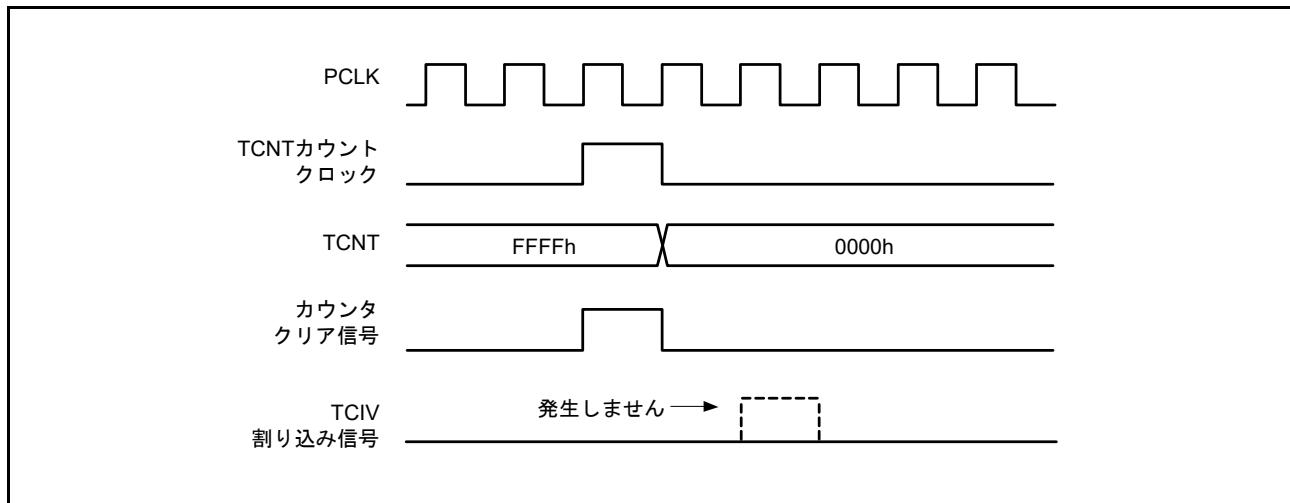 PCLK
TCNTカウント
クロック
TCNT
FFFFh
0000h
カウンタ
クリア信号
TCIV
割り込み信号
発生しません